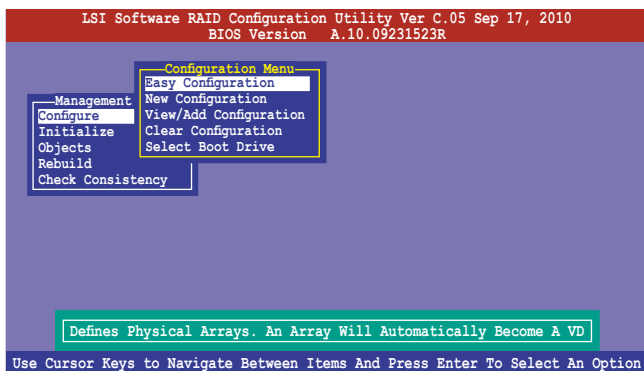 LSI Software RAID Configuration Utility Ver C.05 Sep 17, 2010
BIOS Version A.10.09231523R
Configuration Menu
Easy Configuration
New Configuration
View/Add Configuration
Clear Configuration
Select Boot Drive
Management
Configure
Initialize
Objects
Rebuild
Check Consistency
Defines Physical Arrays. An Array Will Automatically Become A VD
Use Cursor Keys to Navigate Between Items And Press Enter To Select An Option